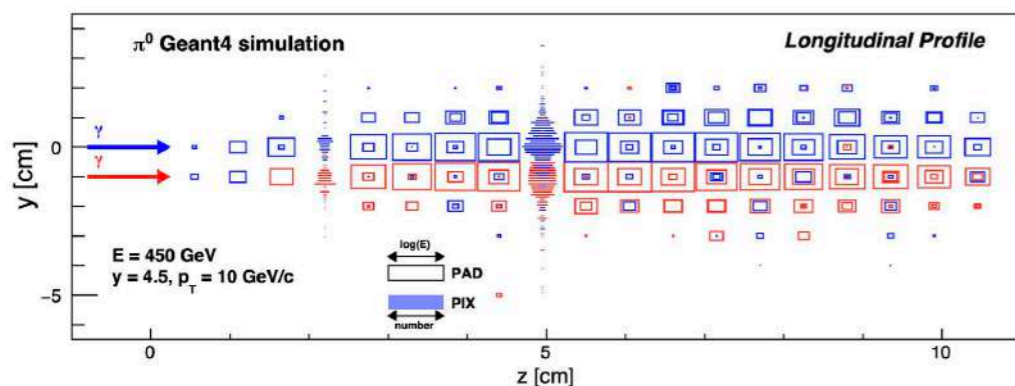 π⁰ Geant4 simulation
Longitudinal Profile
γ
γ
y [cm]
0
−5
E = 450 GeV
y = 4.5, p_T = 10 GeV/c
log(E)
PAD
PIX
number
0
5
10
z [cm]